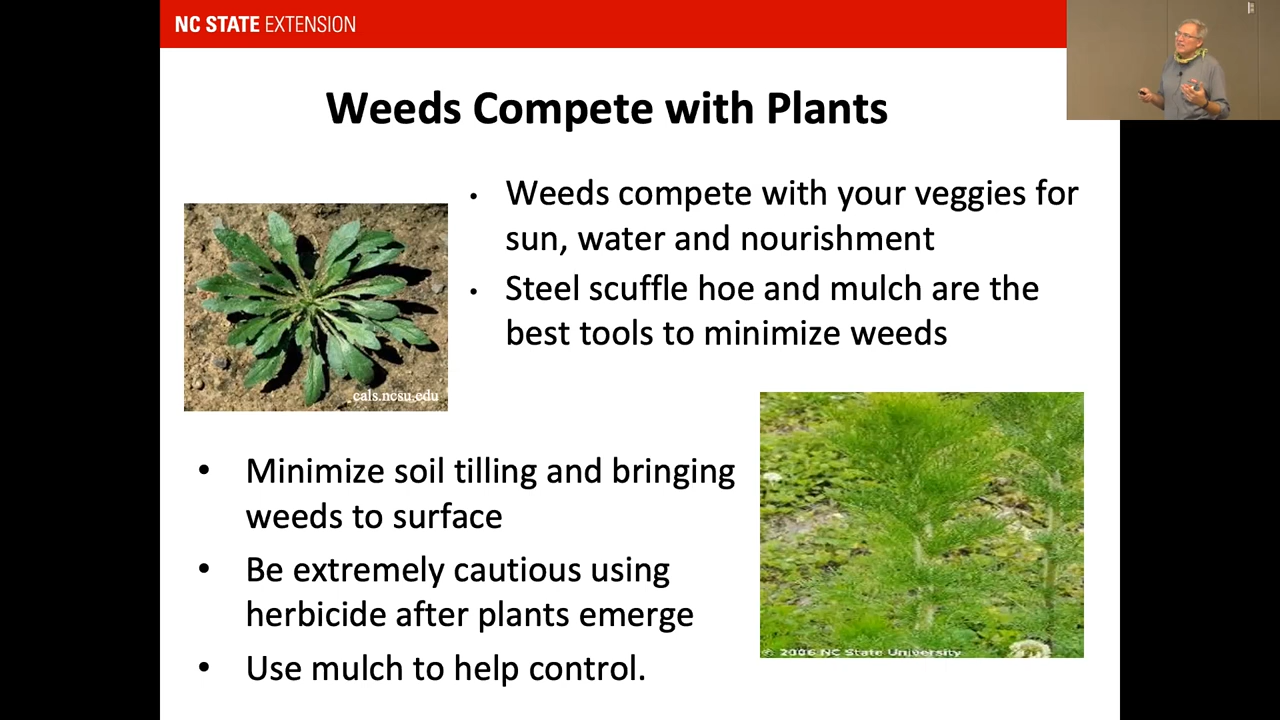 NC STATE EXTENSION
Weeds Compete with Plants
• Weeds compete with your veggies for
sun, water and nourishment
• Steel scuffle hoe and mulch are the
best tools to minimize weeds
cals.ncsu.edu
• Minimize soil tilling and bringing
weeds to surface
• Be extremely cautious using
herbicide after plants emerge
• Use mulch to help control.
© 2006 NC State University